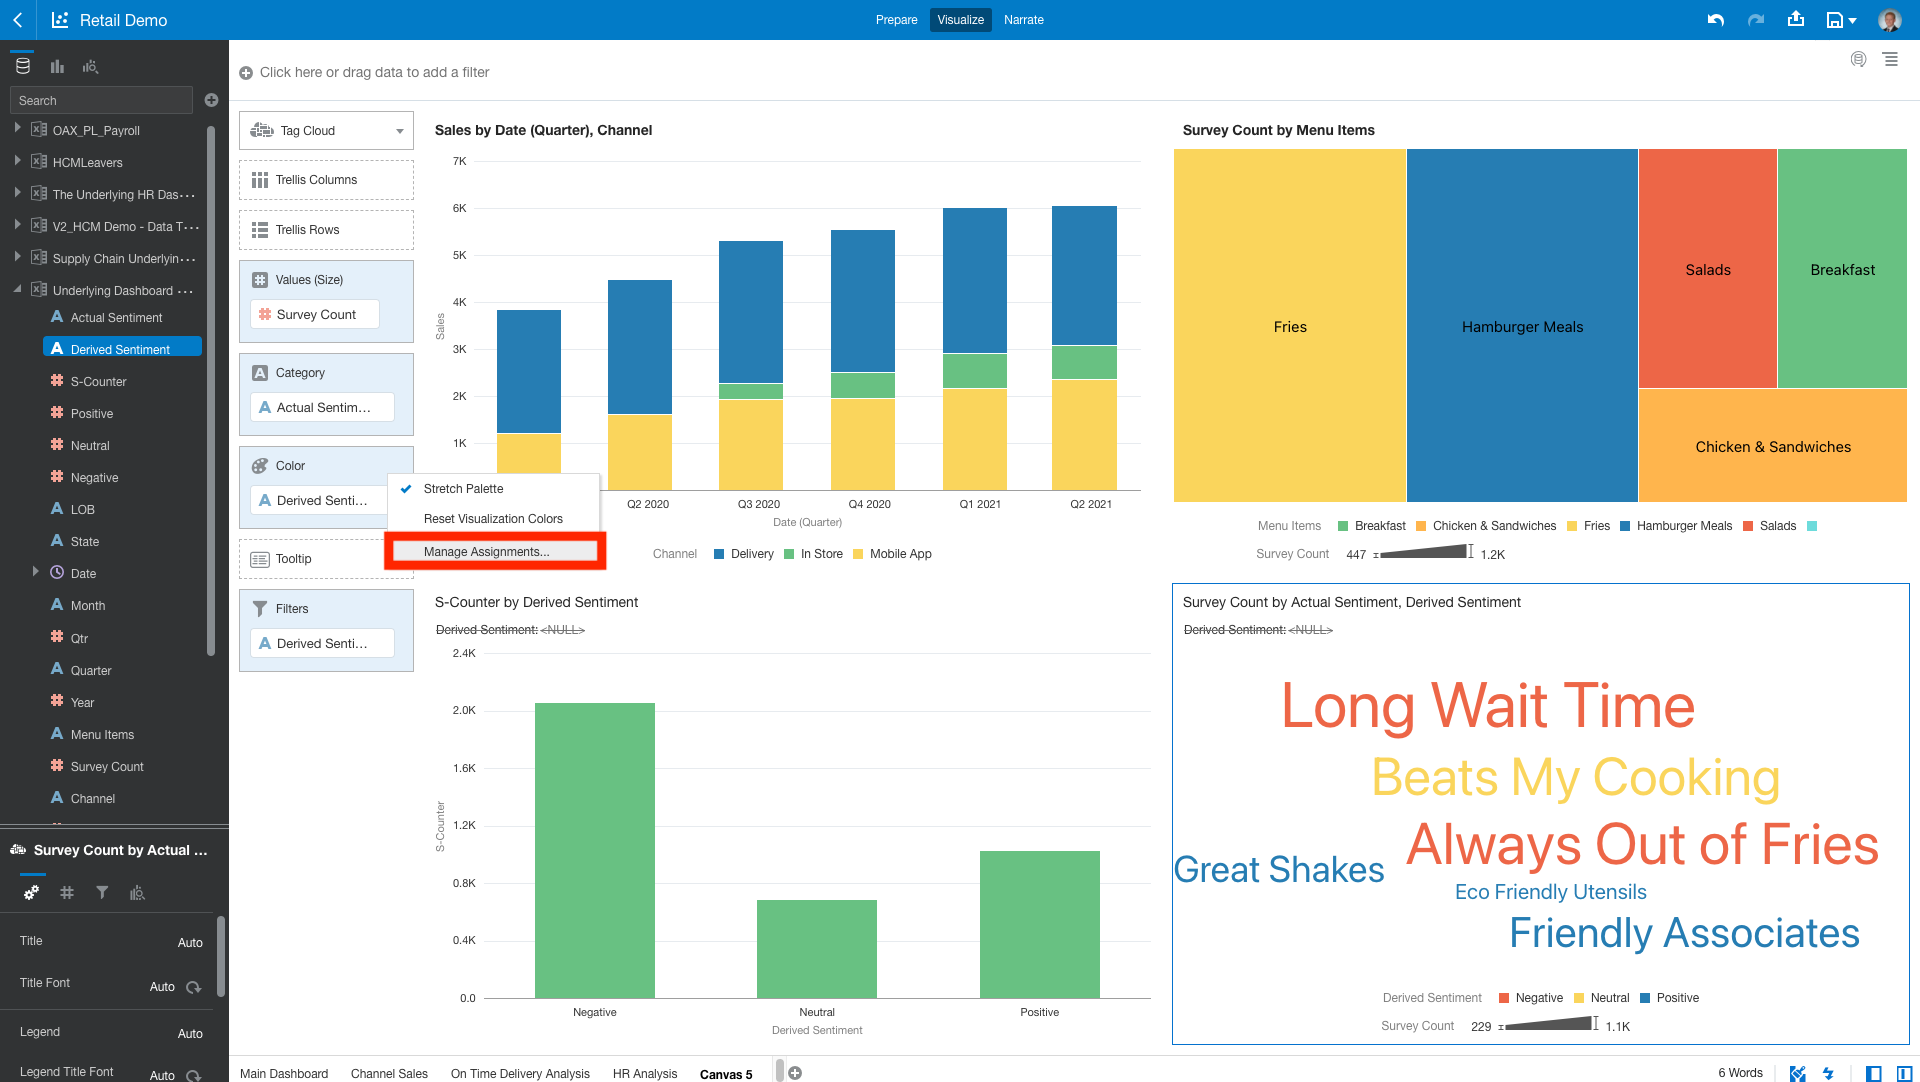 Retail Demo
Prepare
Visualize
Narrate
Search
OAX_PL_Payroll
HCMLeavers
The Underlying HR Das...
V2_HCM Demo - Data T...
Supply Chain Underlyin...
Underlying Dashboard ...
Actual Sentiment
Derived Sentiment
S-Counter
Positive
Neutral
Negative
LOB
State
Date
Month
Qtr
Quarter
Year
Menu Items
Survey Count
Channel
Survey Count by Actual ...
Title
Auto
Title Font
Auto
Legend
Auto
Legend Title Font
Auto
Click here or drag data to add a filter
Tag Cloud
Trellis Columns
Trellis Rows
Values (Size)
Survey Count
Category
Actual Sentim...
Color
Derived Senti...
Tooltip
Filters
Derived Senti...
Stretch Palette
Reset Visualization Colors
Manage Assignments...
Sales by Date (Quarter), Channel
7K
6K
5K
4K
3K
2K
1K
Sales
Q2 2020
Q3 2020
Q4 2020
Q1 2021
Q2 2021
Date (Quarter)
Channel
Delivery
In Store
Mobile App
Survey Count by Menu Items
Fries
Hamburger Meals
Salads
Breakfast
Chicken & Sandwiches
Menu Items
Breakfast
Chicken & Sandwiches
Fries
Hamburger Meals
Salads
Survey Count
447
1.2K
S-Counter by Derived Sentiment
Derived Sentiment: <NULL>
2.4K
2.0K
1.6K
1.2K
0.8K
0.4K
0.0
S-Counter
Negative
Neutral
Positive
Derived Sentiment
Survey Count by Actual Sentiment, Derived Sentiment
Derived Sentiment: <NULL>
Long Wait Time
Beats My Cooking
Always Out of Fries
Great Shakes
Eco Friendly Utensils
Friendly Associates
Derived Sentiment
Negative
Neutral
Positive
Survey Count
229
1.1K
Main Dashboard
Channel Sales
On Time Delivery Analysis
HR Analysis
Canvas 5
6 Words